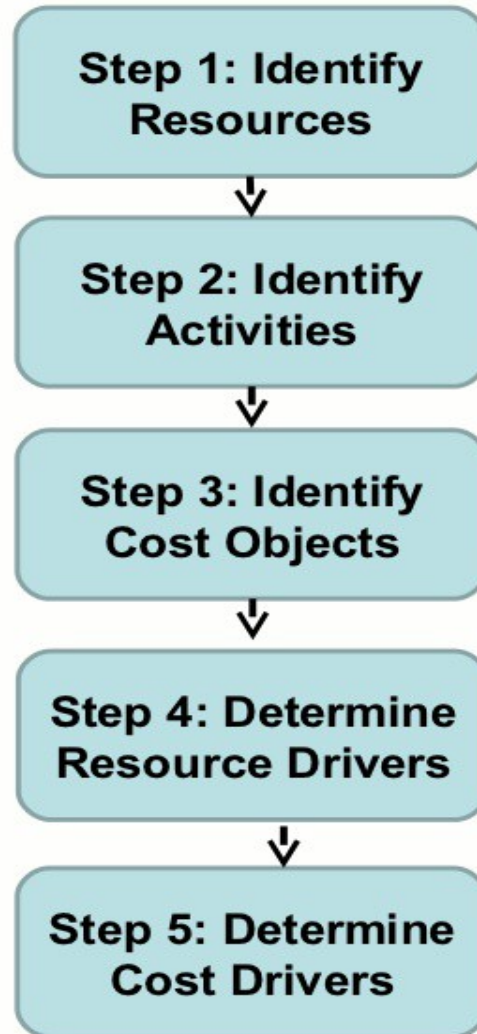 Step 1: Identify
Resources
Step 2: Identify
Activities
Step 3: Identify
Cost Objects
Step 4: Determine
Resource Drivers
Step 5: Determine
Cost Drivers